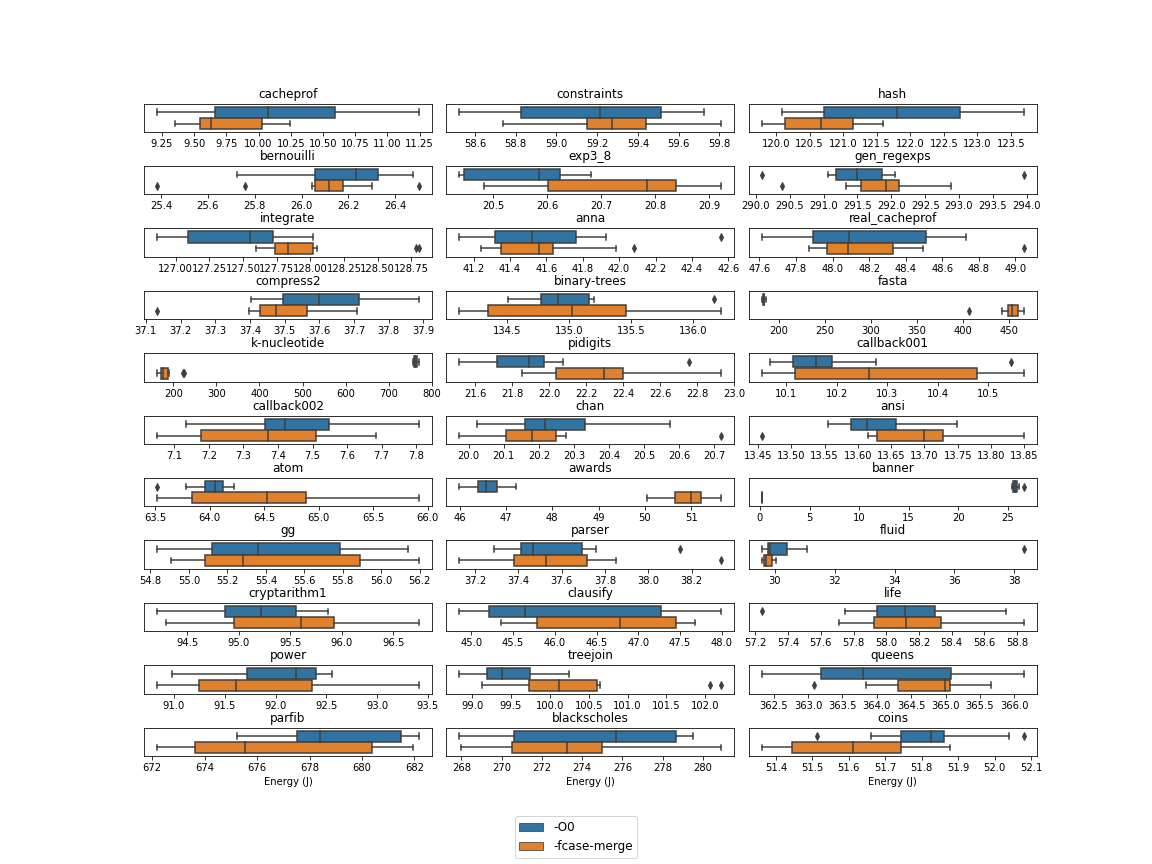 cacheprof constraints hash
9.25 9.50 9.75 10.00 10.25 10.50 10.75 11.00 11.25 58.6 58.8 59.0 59.2 59.4 59.6 59.8 120.0 120.5 121.0 121.5 122.0 122.5 123.0 123.5
bernouilli exp3_8 gen_regexps
25.4 25.6 25.8 26.0 26.2 26.4 20.5 20.6 20.7 20.8 20.9 290.0 290.5 291.0 291.5 292.0 292.5 293.0 293.5 294.0
integrate anna real_cacheprof
127.00 127.25 127.50 127.75 128.00 128.25 128.50 128.75 41.2 41.4 41.6 41.8 42.0 42.2 42.4 42.6 47.6 47.8 48.0 48.2 48.4 48.6 48.8 49.0
compress2 binary-trees fasta
37.1 37.2 37.3 37.4 37.5 37.6 37.7 37.8 37.9 134.5 135.0 135.5 136.0 200 250 300 350 400 450
k-nucleotide pidigits callback001
200 300 400 500 600 700 800 21.6 21.8 22.0 22.2 22.4 22.6 22.8 23.0 10.1 10.2 10.3 10.4 10.5
callback002 chan ansi
7.1 7.2 7.3 7.4 7.5 7.6 7.7 7.8 20.0 20.1 20.2 20.3 20.4 20.5 20.6 20.7 13.45 13.50 13.55 13.60 13.65 13.70 13.75 13.80 13.85
atom awards banner
63.5 64.0 64.5 65.0 65.5 66.0 46 47 48 49 50 51 0 5 10 15 20 25
gg parser fluid
54.8 55.0 55.2 55.4 55.6 55.8 56.0 56.2 37.2 37.4 37.6 37.8 38.0 38.2 30 32 34 36 38
cryptarithm1 clausify life
94.5 95.0 95.5 96.0 96.5 45.0 45.5 46.0 46.5 47.0 47.5 48.0 57.2 57.4 57.6 57.8 58.0 58.2 58.4 58.6 58.8
power treejoin queens
91.0 91.5 92.0 92.5 93.0 93.5 99.0 99.5 100.0 100.5 101.0 101.5 102.0 362.5 363.0 363.5 364.0 364.5 365.0 365.5 366.0
parfib blackscholes coins
672 674 676 678 680 682 268 270 272 274 276 278 280 51.4 51.5 51.6 51.7 51.8 51.9 52.0 52.1
Energy (J) Energy (J) Energy (J)
-O0
-fcase-merge